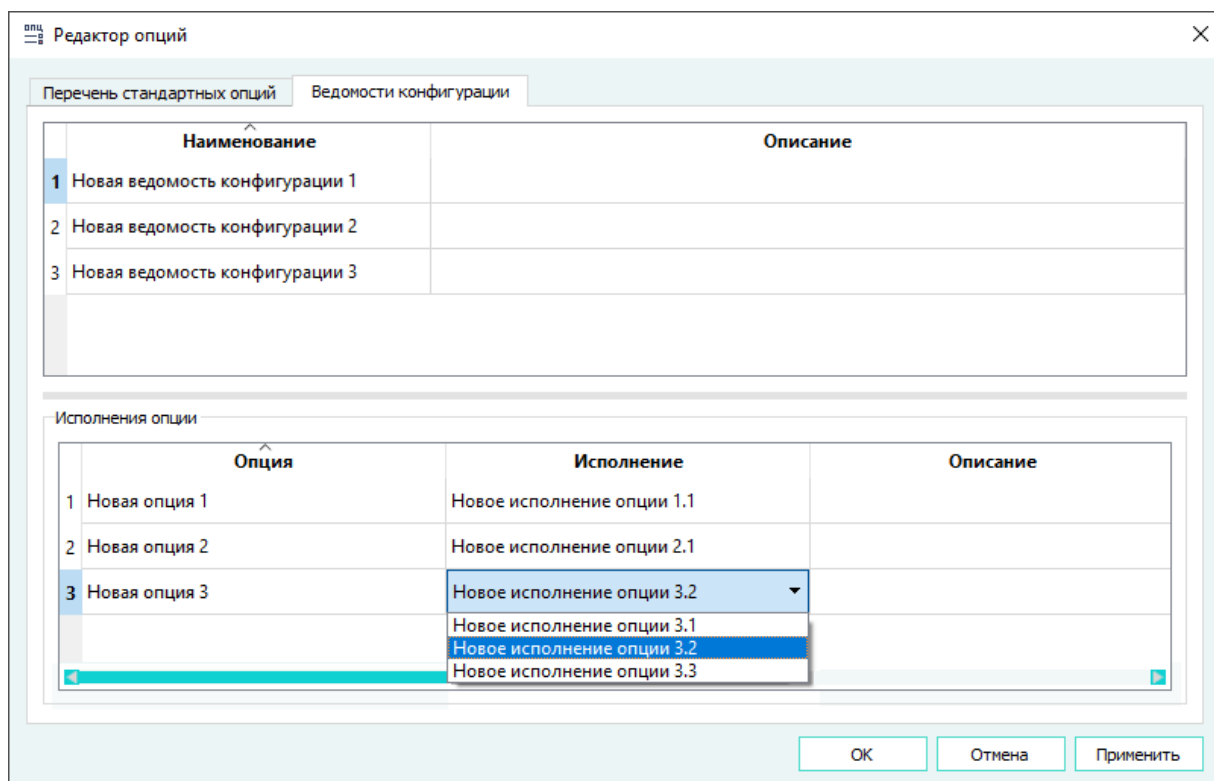 опц Редактор опций
Перечень стандартных опций Ведомости конфигурации
Наименование Описание
1 Новая ведомость конфигурации 1
2 Новая ведомость конфигурации 2
3 Новая ведомость конфигурации 3
Исполнения опции
Опция Исполнение Описание
1 Новая опция 1 Новое исполнение опции 1.1
2 Новая опция 2 Новое исполнение опции 2.1
3 Новая опция 3 Новое исполнение опции 3.2
Новое исполнение опции 3.1
Новое исполнение опции 3.2
Новое исполнение опции 3.3
OK Отмена Применить